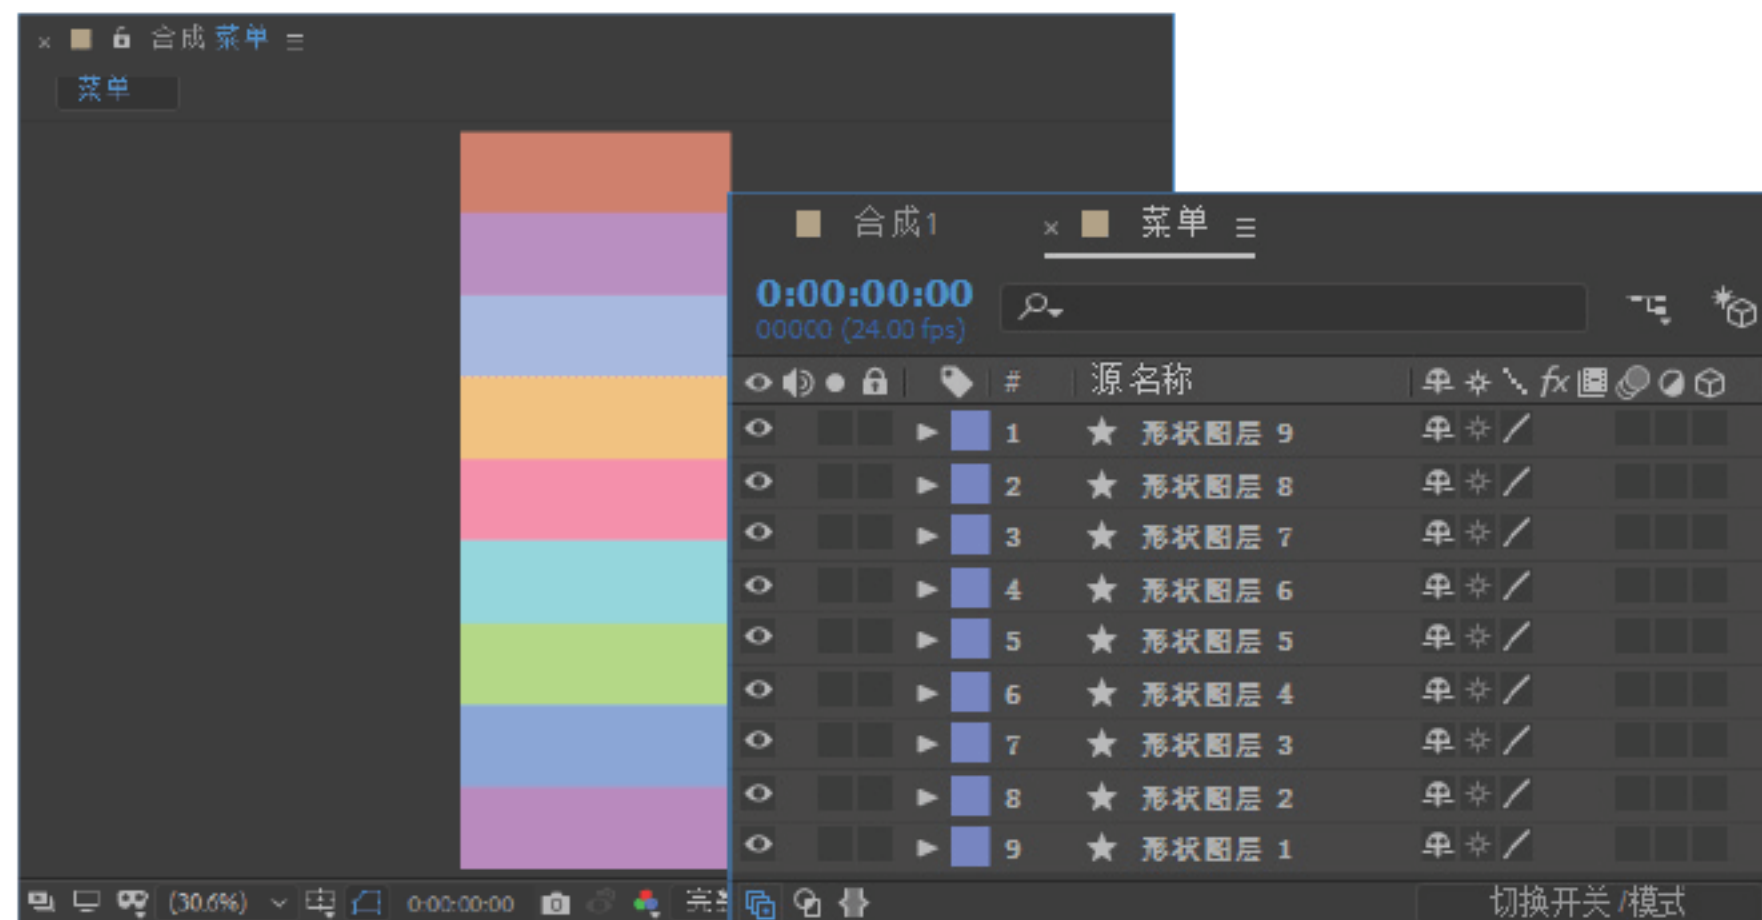 合成 菜单
菜单
合成1 菜单
0:00:00:00
00000 (24.00 fps)
# 源名称 fx
1 形状图层 9
2 形状图层 8
3 形状图层 7
4 形状图层 6
5 形状图层 5
6 形状图层 4
7 形状图层 3
8 形状图层 2
9 形状图层 1
(30.6%) 0:00:00:00 完
切换开关/模式